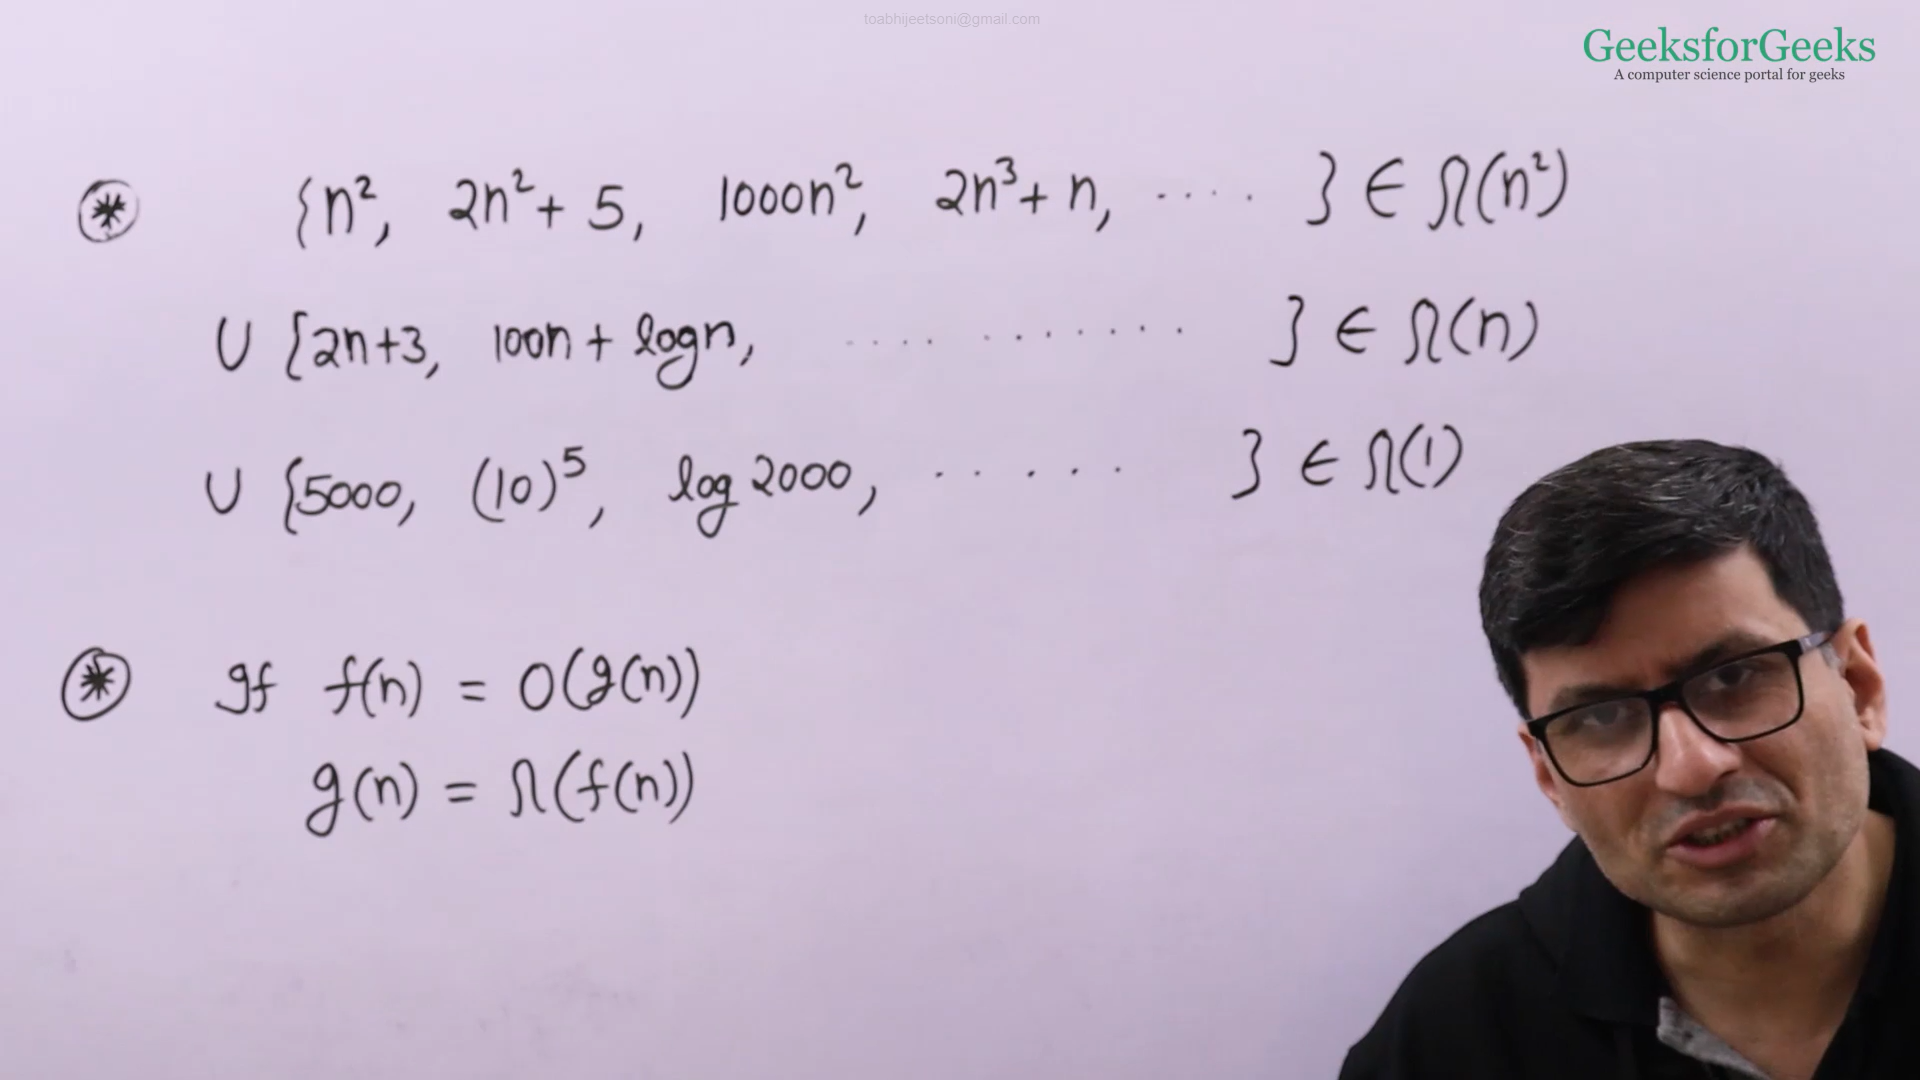 toabhijeetsoni@gmail.com
GeeksforGeeks
A computer science portal for geeks
* {n², 2n²+ 5, 1000n², 2n³+ n, ···· } ∈ Ω(n²)
U {2n+3, 100n + logn, ·········· } ∈ Ω(n)
U {5000, (10)⁵, log 2000, ····· } ∈ Ω(1)
* If f(n) = O(g(n))
g(n) = Ω(f(n))